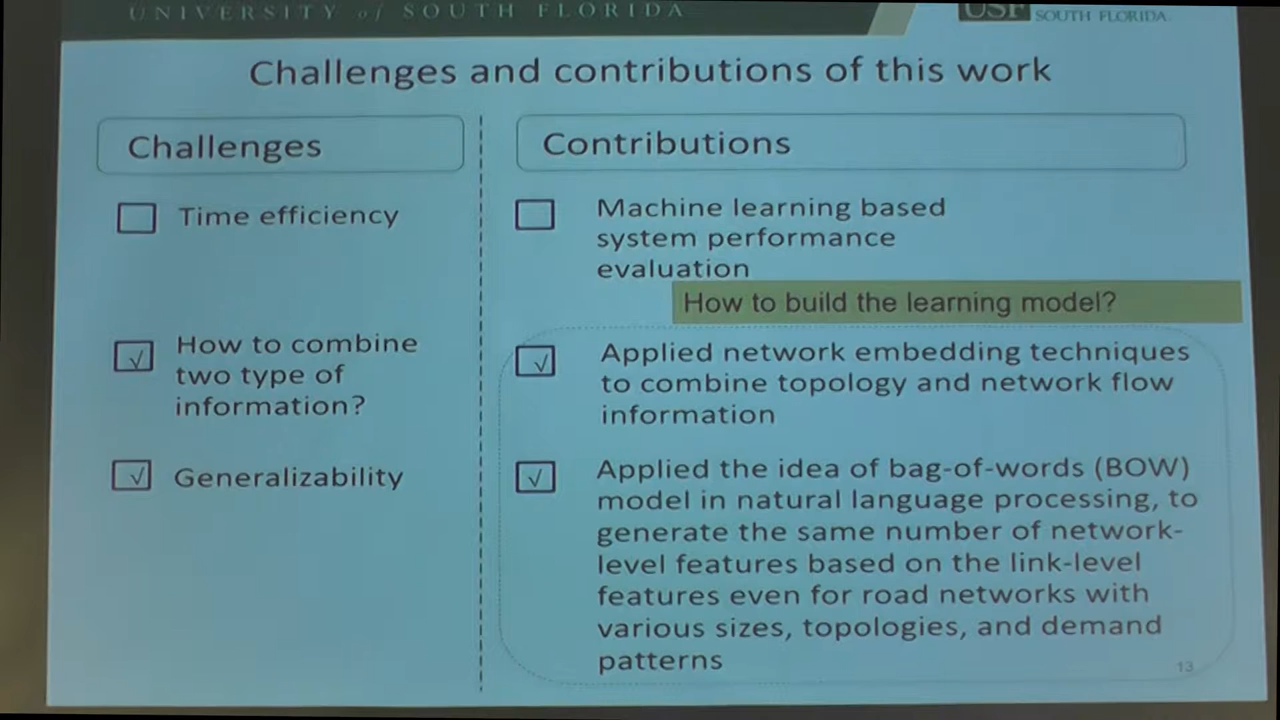 UNIVERSITY of SOUTH FLORIDA
USF SOUTH FLORIDA
Challenges and contributions of this work
Challenges
Contributions
Time efficiency
Machine learning based
system performance
evaluation
How to build the learning model?
√ How to combine
two type of
information?
√ Applied network embedding techniques
to combine topology and network flow
information
√ Generalizability
√ Applied the idea of bag-of-words (BOW)
model in natural language processing, to
generate the same number of network-
level features based on the link-level
features even for road networks with
various sizes, topologies, and demand
patterns
13